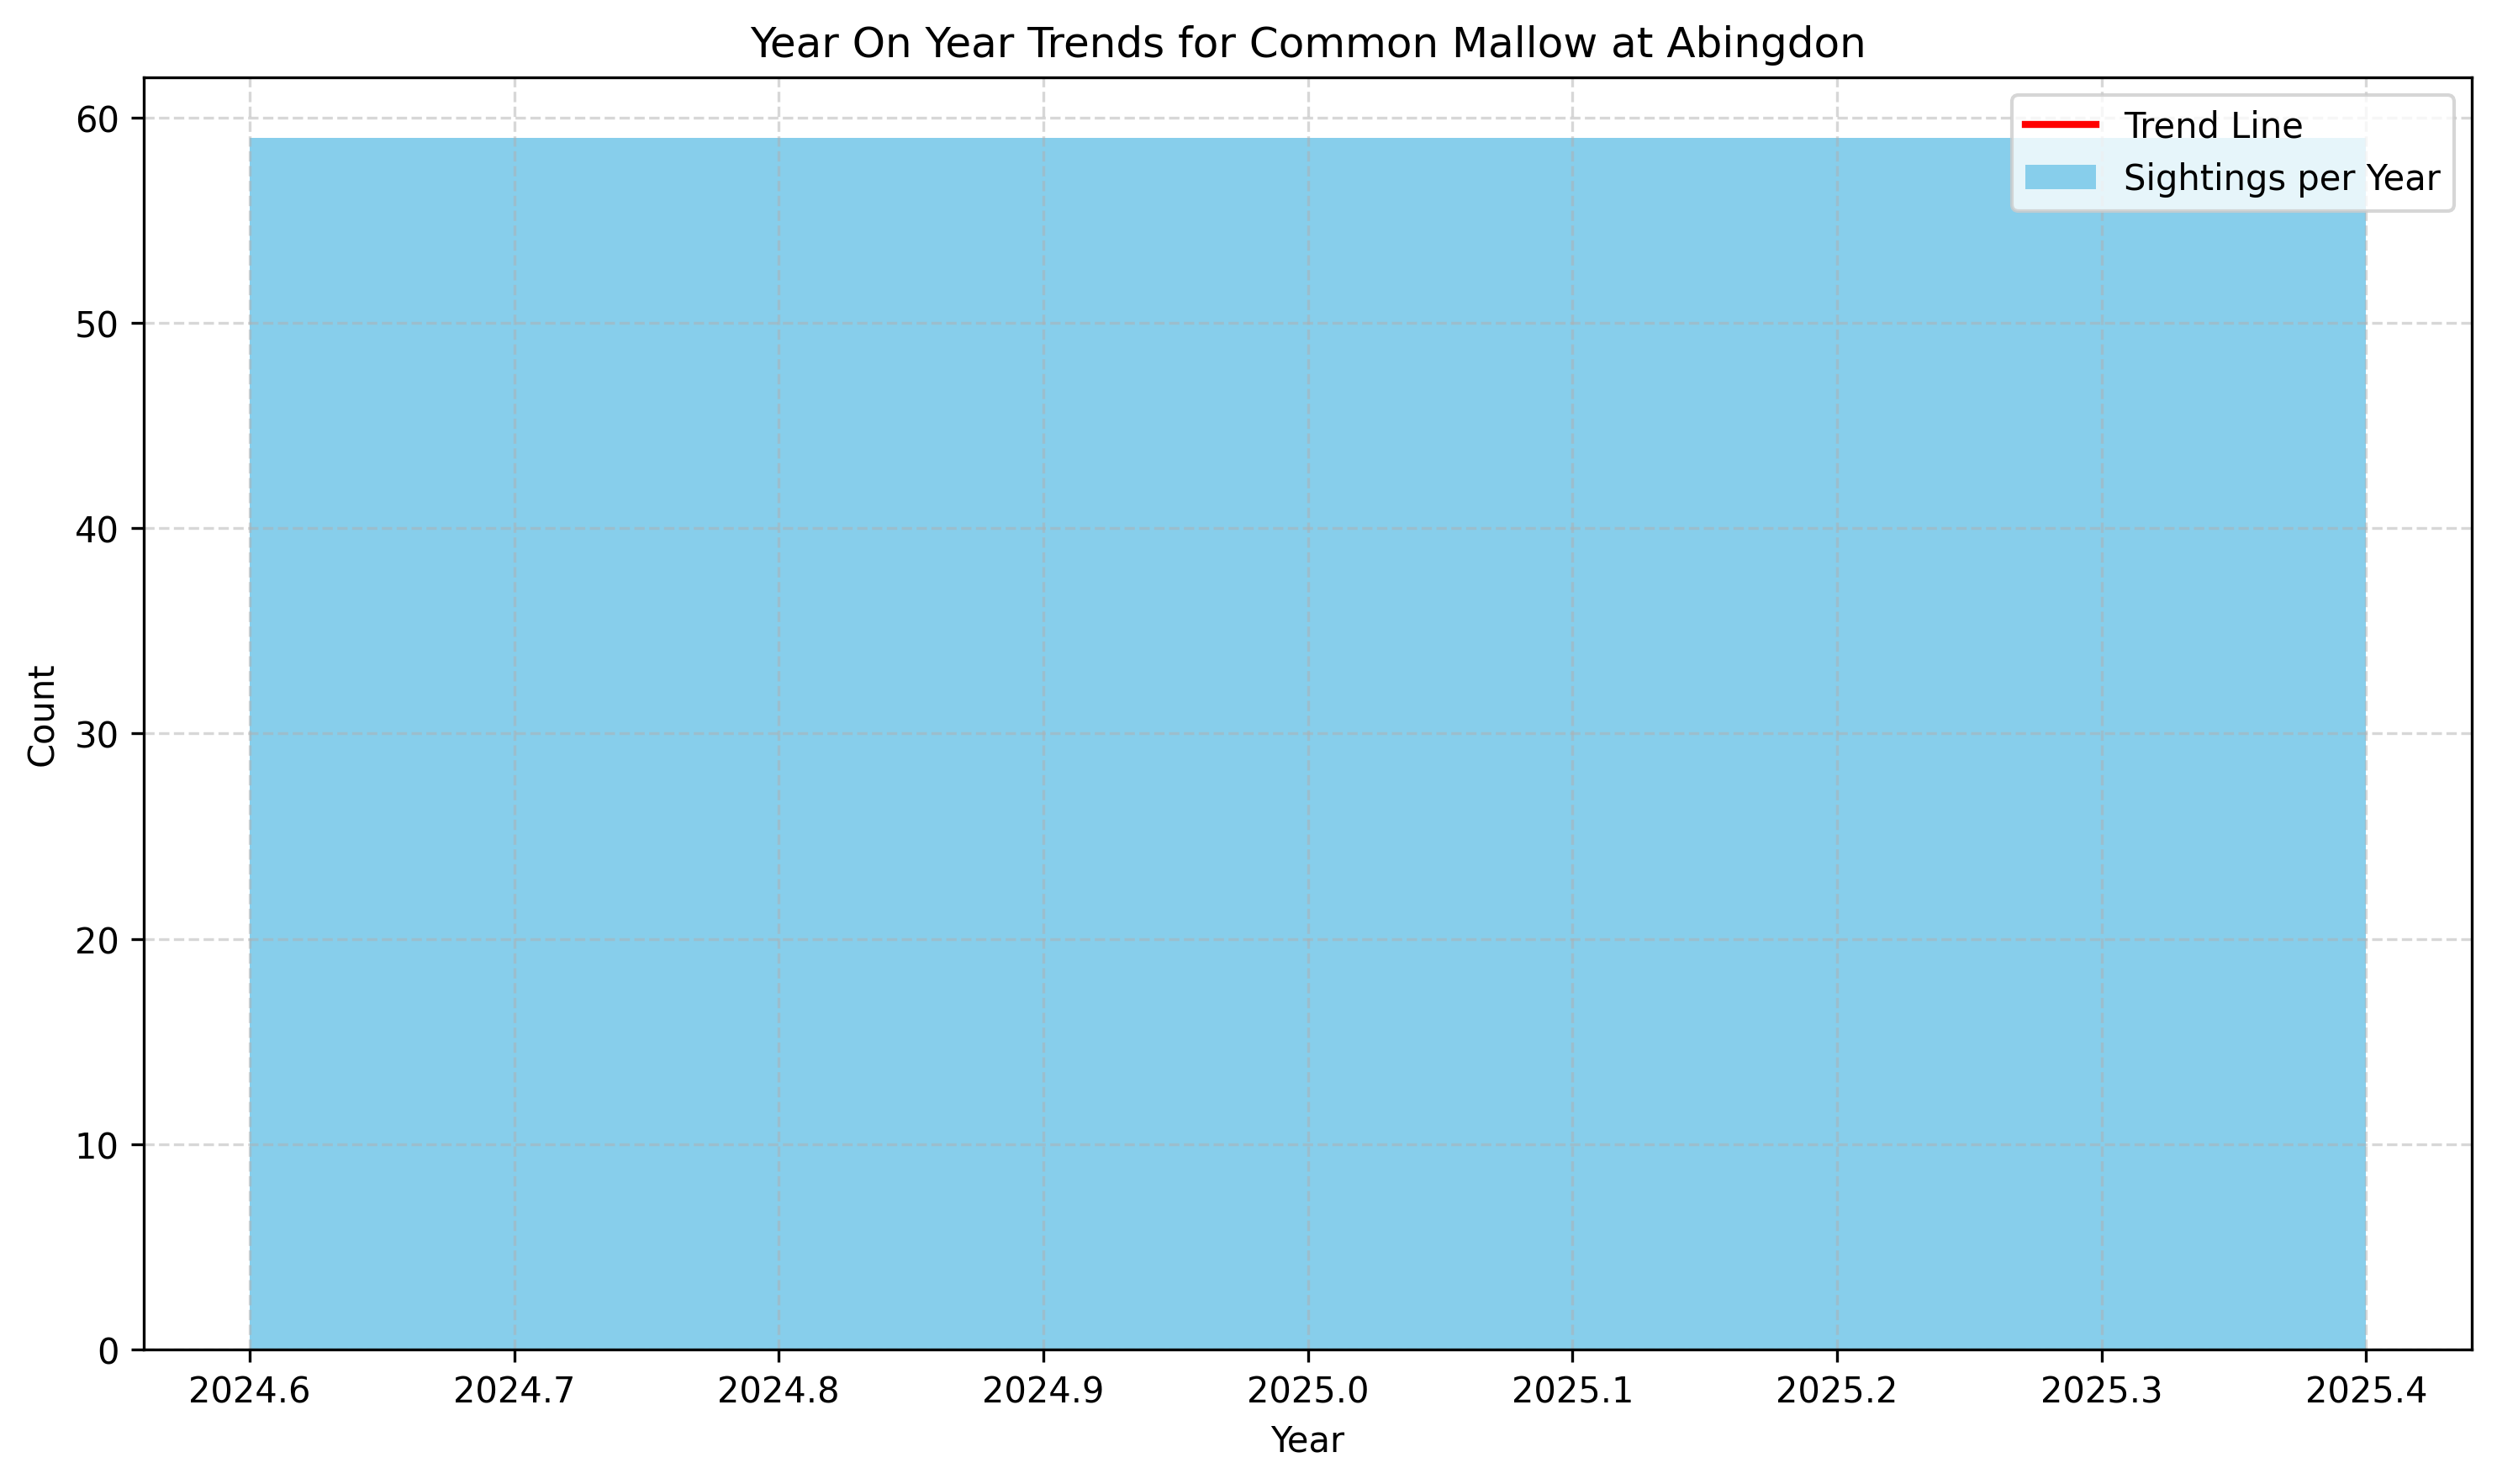 Year On Year Trends for Common Mallow at Abingdon
Trend Line
Sightings per Year
60
50
40
30
20
10
0
Count
2024.6 2024.7 2024.8 2024.9 2025.0 2025.1 2025.2 2025.3 2025.4
Year